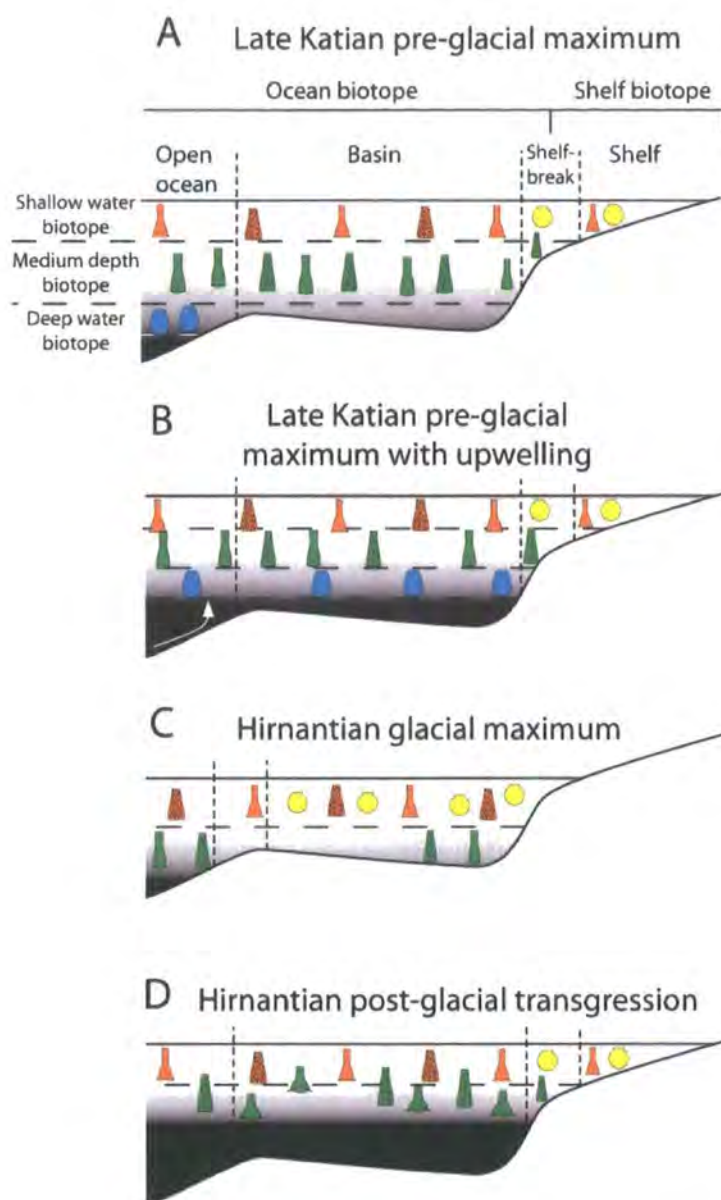 A Late Katian pre-glacial maximum
Ocean biotope Shelf biotope
Open
ocean
Basin
Shelf-
break
Shelf
Shallow water
biotope
Medium depth
biotope
Deep water
biotope
B Late Katian pre-glacial
maximum with upwelling
C Hirnantian glacial maximum
D Hirnantian post-glacial transgression